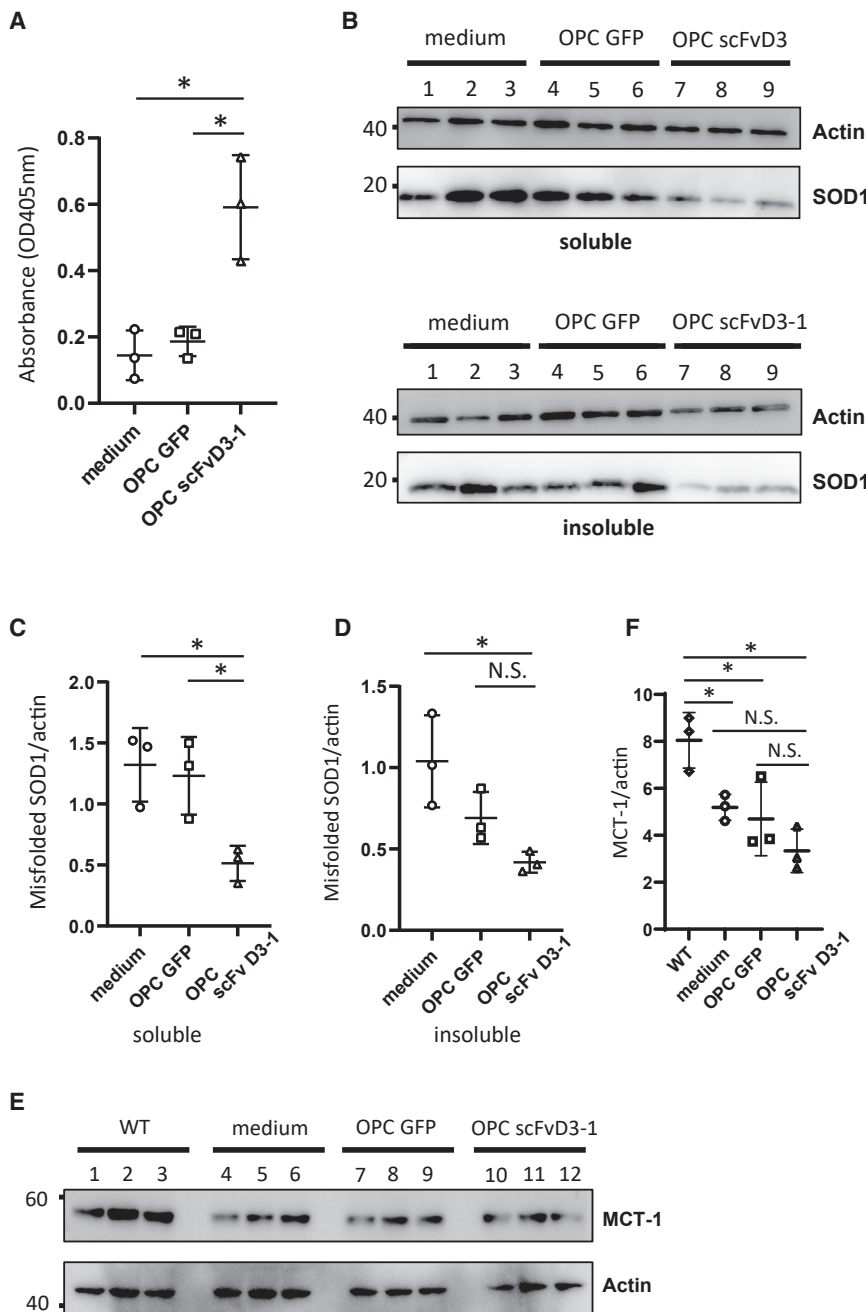 A
* 
*
Absorbance (OD405nm)
0.8
0.6
0.4
0.2
0.0
medium
OPC GFP
OPC scFvD3-1
B
medium OPC GFP OPC scFvD3
1 2 3 4 5 6 7 8 9
40 Actin
20 SOD1
soluble
medium OPC GFP OPC scFvD3-1
1 2 3 4 5 6 7 8 9
40 Actin
20 SOD1
insoluble
C
*
*
Misfolded SOD1/actin
2.0
1.5
1.0
0.5
0.0
medium
OPC GFP
OPC
scFv D3-1
soluble
D
*
N.S.
Misfolded SOD1/actin
1.5
1.0
0.5
0.0
medium
OPC GFP
OPC
scFv D3-1
insoluble
F
*
*
*
N.S.
N.S.
MCT-1/actin
10
8
6
4
2
0
WT
medium
OPC GFP
OPC
scFv D3-1
E
WT medium OPC GFP OPC scFvD3-1
1 2 3 4 5 6 7 8 9 10 11 12
60 MCT-1
Actin
40